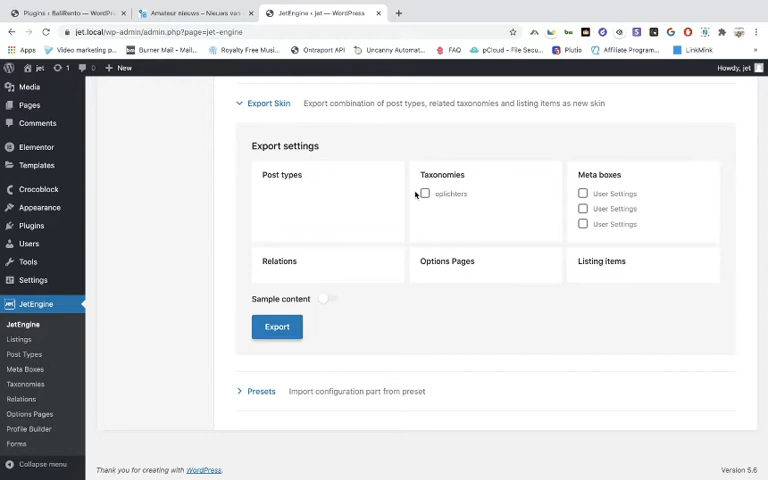 Plugins ‹ BaliRento — WordPr
Amateur nieuws – Nieuws van
JetEngine ‹ jet — WordPress
jet.local/wp-admin/admin.php?page=jet-engine
Apps
Video marketing p...
Burner Mail - Mail...
Royalty Free Musi...
Ontraport API
Uncanny Automat...
FAQ
pCloud - File Secu...
Plutio
Affiliate Program...
LinkMink
jet
1
0
New
Howdy, jet
Media
Pages
Comments
Elementor
Templates
Crocoblock
Appearance
Plugins
Users
Tools
Settings
JetEngine
JetEngine
Listings
Post Types
Meta Boxes
Taxonomies
Relations
Options Pages
Profile Builder
Forms
Collapse menu
Export Skin
Export combination of post types, related taxonomies and listing items as new skin
Export settings
Post types
Taxonomies
oplichters
Meta boxes
User Settings
User Settings
User Settings
Relations
Options Pages
Listing items
Sample content
Export
Presets
Import configuration part from preset
Thank you for creating with WordPress.
Version 5.6